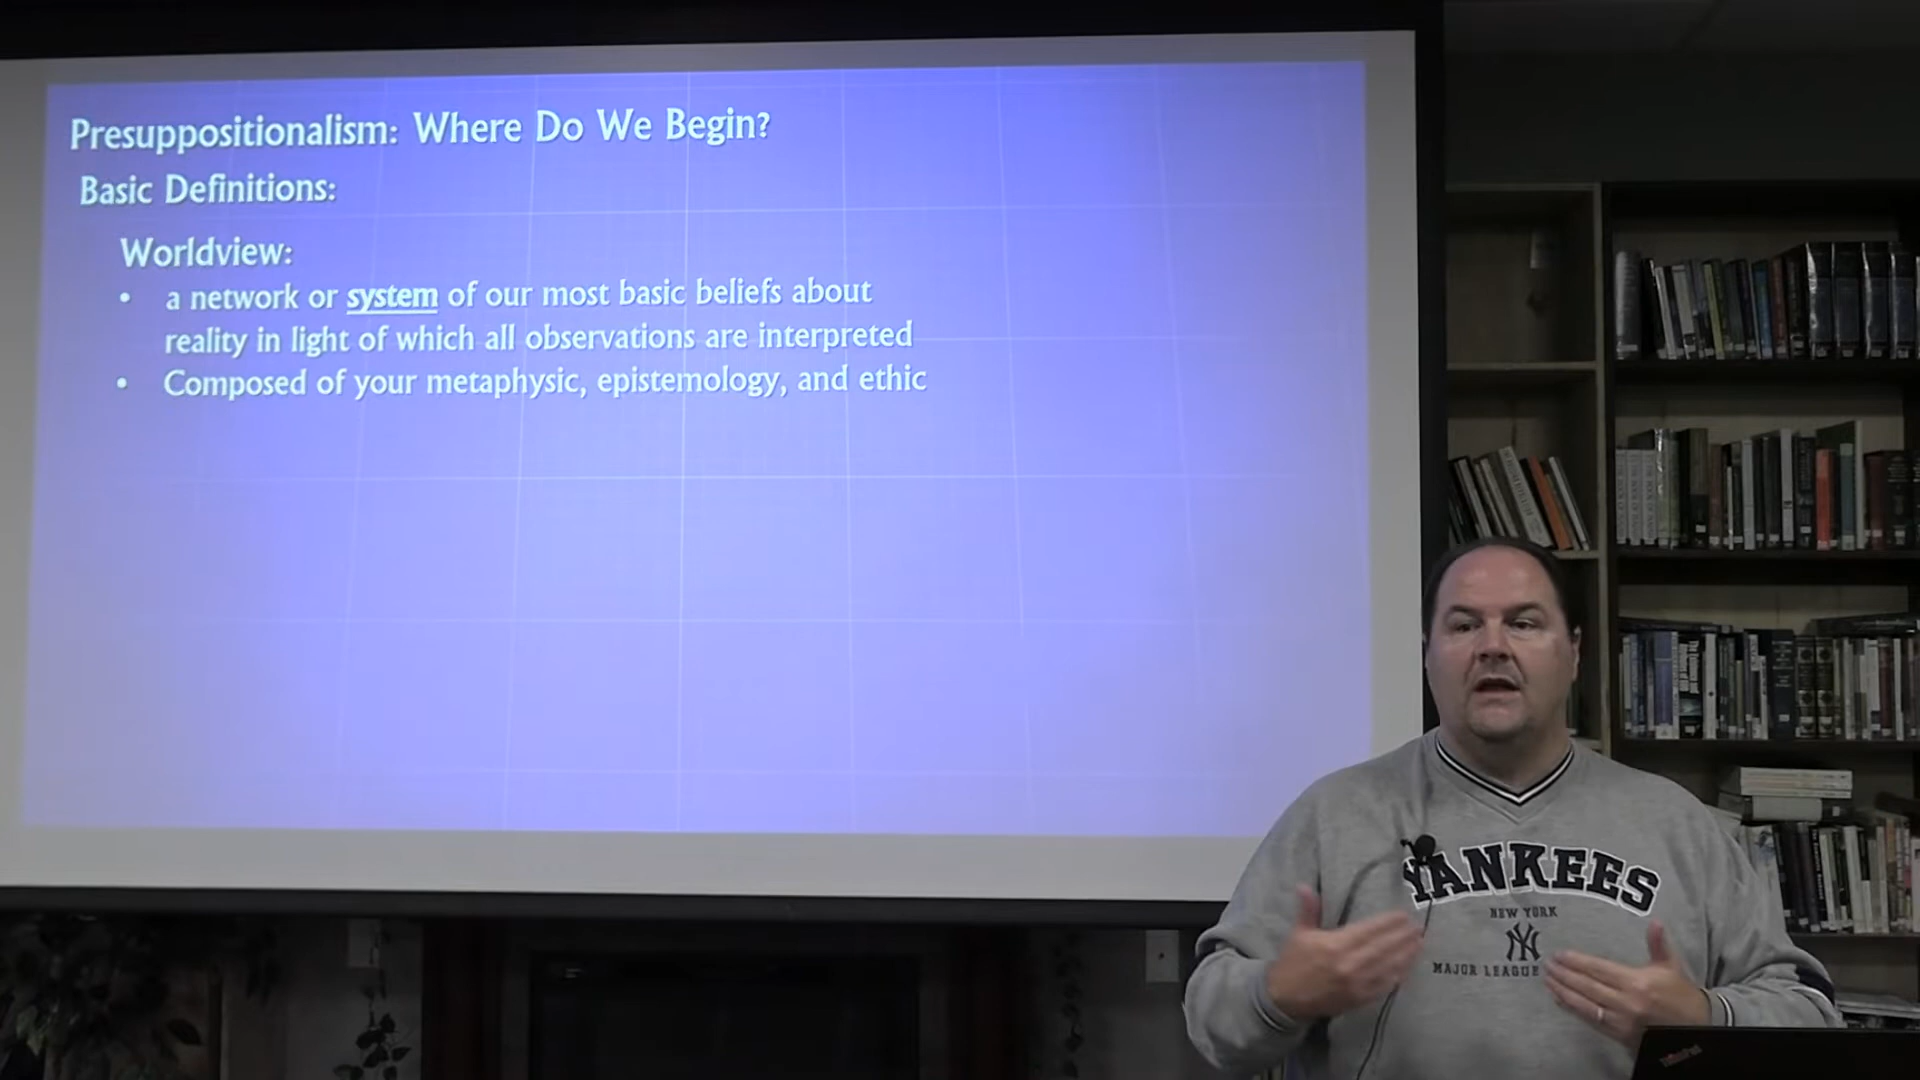 Presuppositionalism: Where Do We Begin?
Basic Definitions:
Worldview:
• a network or system of our most basic beliefs about
reality in light of which all observations are interpreted
• Composed of your metaphysic, epistemology, and ethic
YANKEES
NEW YORK
NY
MAJOR LEAGUE
ThinkPad